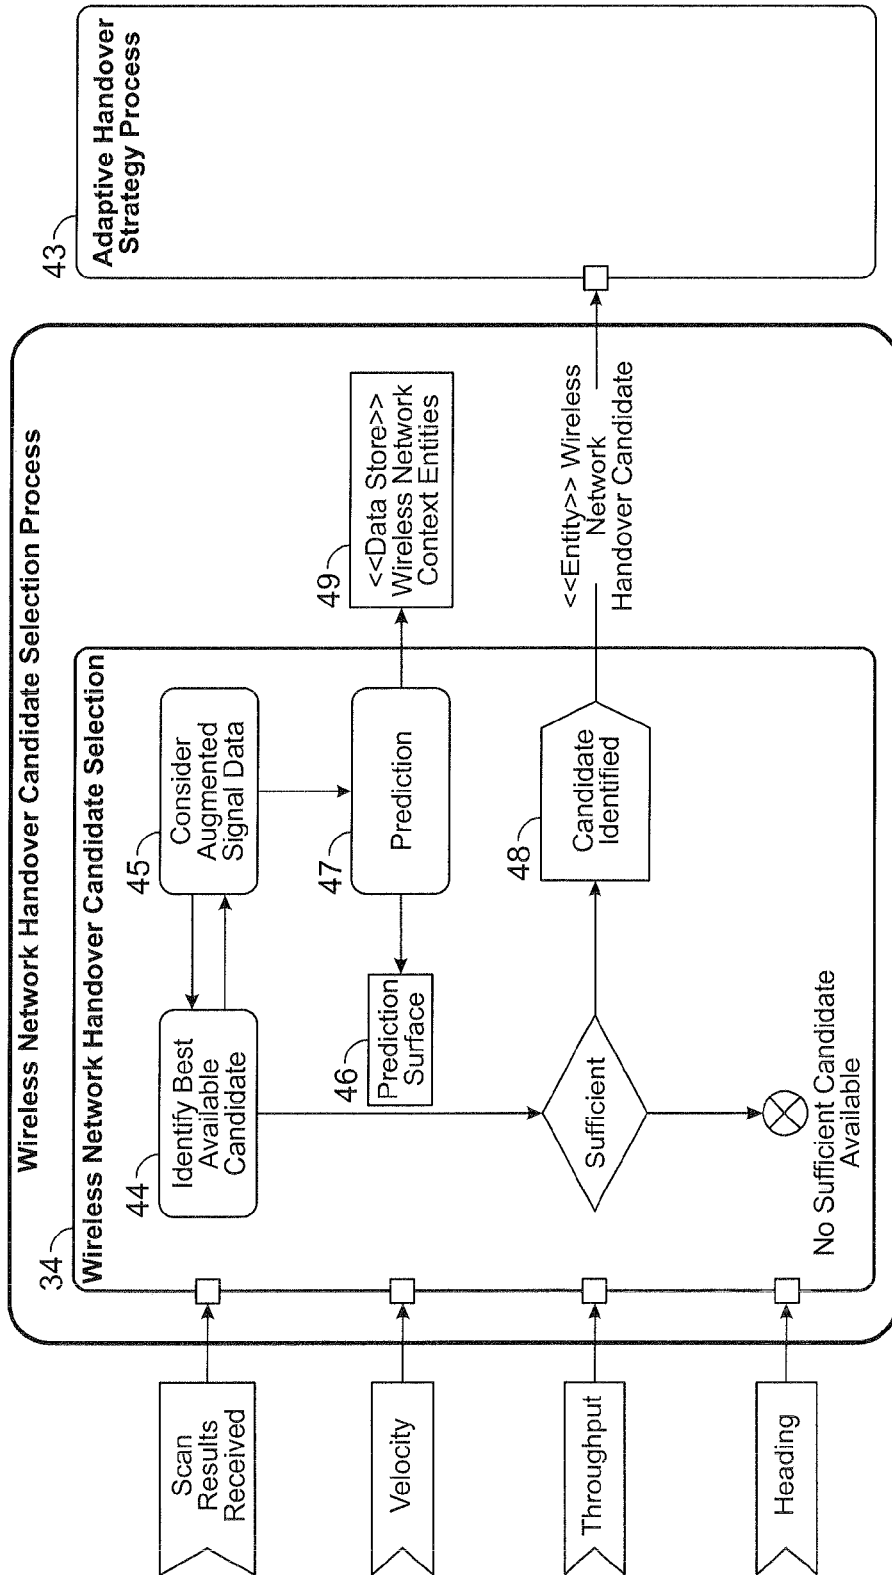 Wireless Network Handover Candidate Selection Process
34
Wireless Network Handover Candidate Selection
Scan
Results
Received
Velocity
Throughput
Heading
44
Identify Best
Available
Candidate
45
Consider
Augmented
Signal Data
46
Prediction
Surface
47
Prediction
49
<<Data Store>>
Wireless Network
Context Entities
Sufficient
48
Candidate
Identified
<<Entity>> Wireless
Network
Handover Candidate
No Sufficient Candidate
Available
43
Adaptive Handover
Strategy Process